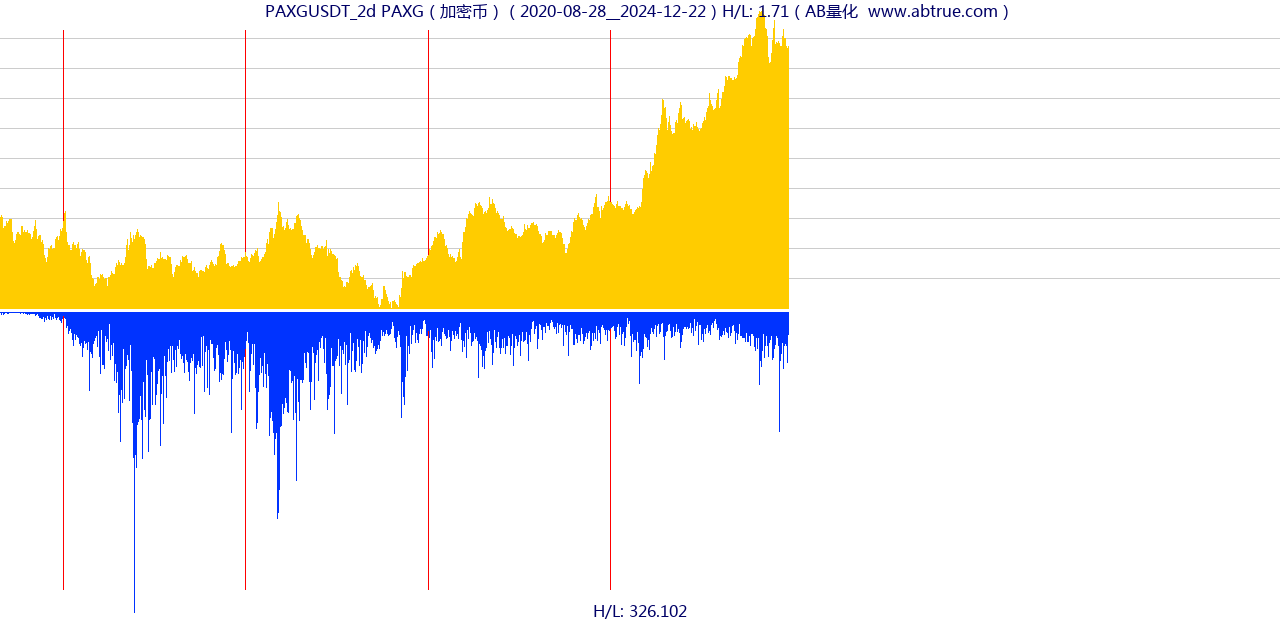 PAXGUSDT_2d PAXG ( 加密币 ) ( 2020-08-28__2024-12-22 ) H/L: 1.71 ( AB量化  www.abtrue.com )
H/L: 326.102